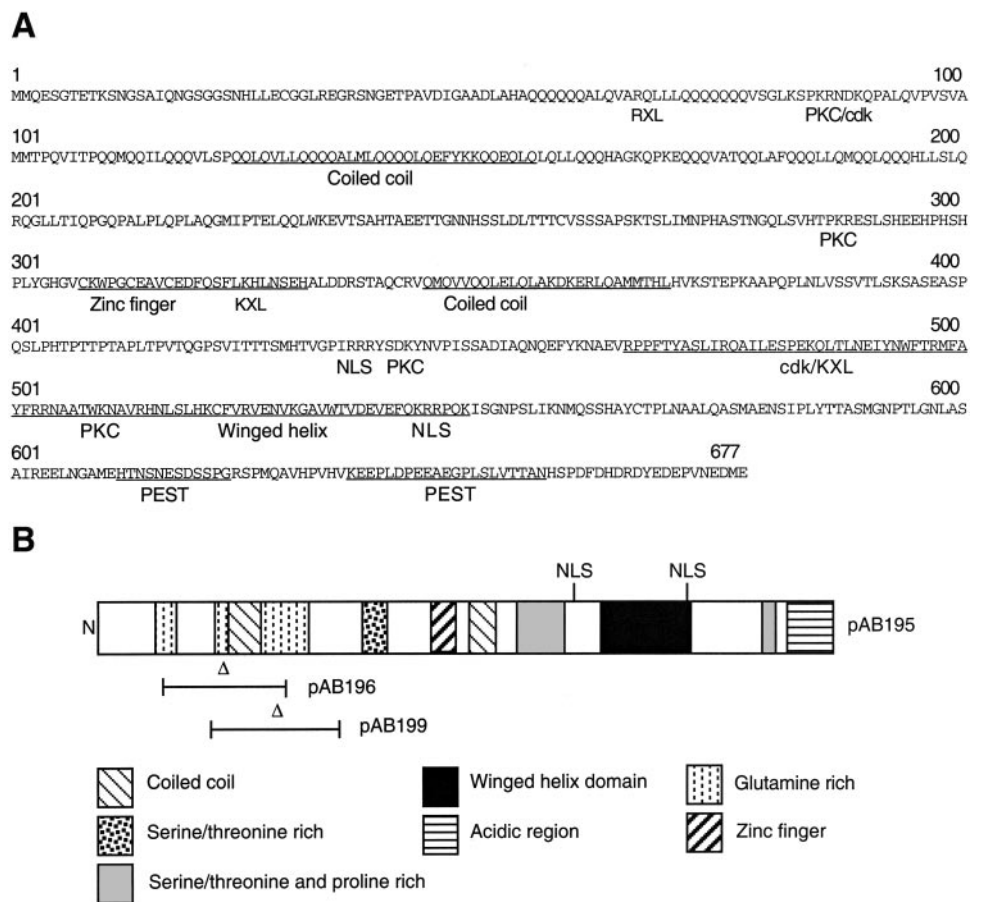 A
1 100
MMQESGTETKSNGSAIQNGSGGSNHLLECGGLREGRSNGETPAVDIGAADLAHAQQQQQQALQVARQLLLQQQQQQQVSGLKSPKRNDKQPALQVPVSVA
RXL PKC/cdk
101 200
MMTPQVITPQQMQQILQQQVLSPQQLQVLLQQQQALMLQQQQLQEFYKKQQEQLQLQLLQQQHAGKQPKEQQQVATQQLAFQQQLLQMQQLQQQHLLSLQ
Coiled coil
201 300
RQGLLTIQPGQPALPLQPLAQGMIPTELQQLWKEVTSAHTAEETTGNNHSSLDLTTTCVSSSAPSKTSLIMNPHASTNGQLSVHTPKRESLSHEEHPHSH
PKC
301 400
PLYGHGVCKWPGCEAVCEDFQSFLKHLNSEHALDDRSTAQCRVQMQVVQQLELQLAKDKERLQAMMTHLHVKSTEPKAAPQPLNLVSSVTLSKSASEASP
Zinc finger KXL Coiled coil
401 500
QSLPHTPTTPTAPLTPVTQGPSVITTTSMHTVGPIRRRYSDKYNVPISSADIAQNQEFYKNAEVRPPFTYASLIRQAILESPEKQLTLNEIYNWFTRMFA
NLS PKC cdk/KXL
501 600
YFRRNAATWKNAVRHNLSLHKCFVRVENVKGAVWTVDEVEFQKRRPQKISGNPSLIKNMQSSHAYCTPLNAALQASMAENSIPLYTTASMGNPTLGNLAS
PKC Winged helix NLS
601 677
AIREELNGAMEHTNSNESDSSPGRSPMQAVHPVHVKEEPLDPEEAEGPLSLVTTANHSPDFDHDRDYEDEPVNEDME
PEST PEST
B
NLS NLS
N pAB195
Δ pAB196
Δ pAB199
Coiled coil Winged helix domain Glutamine rich
Serine/threonine rich Acidic region Zinc finger
Serine/threonine and proline rich